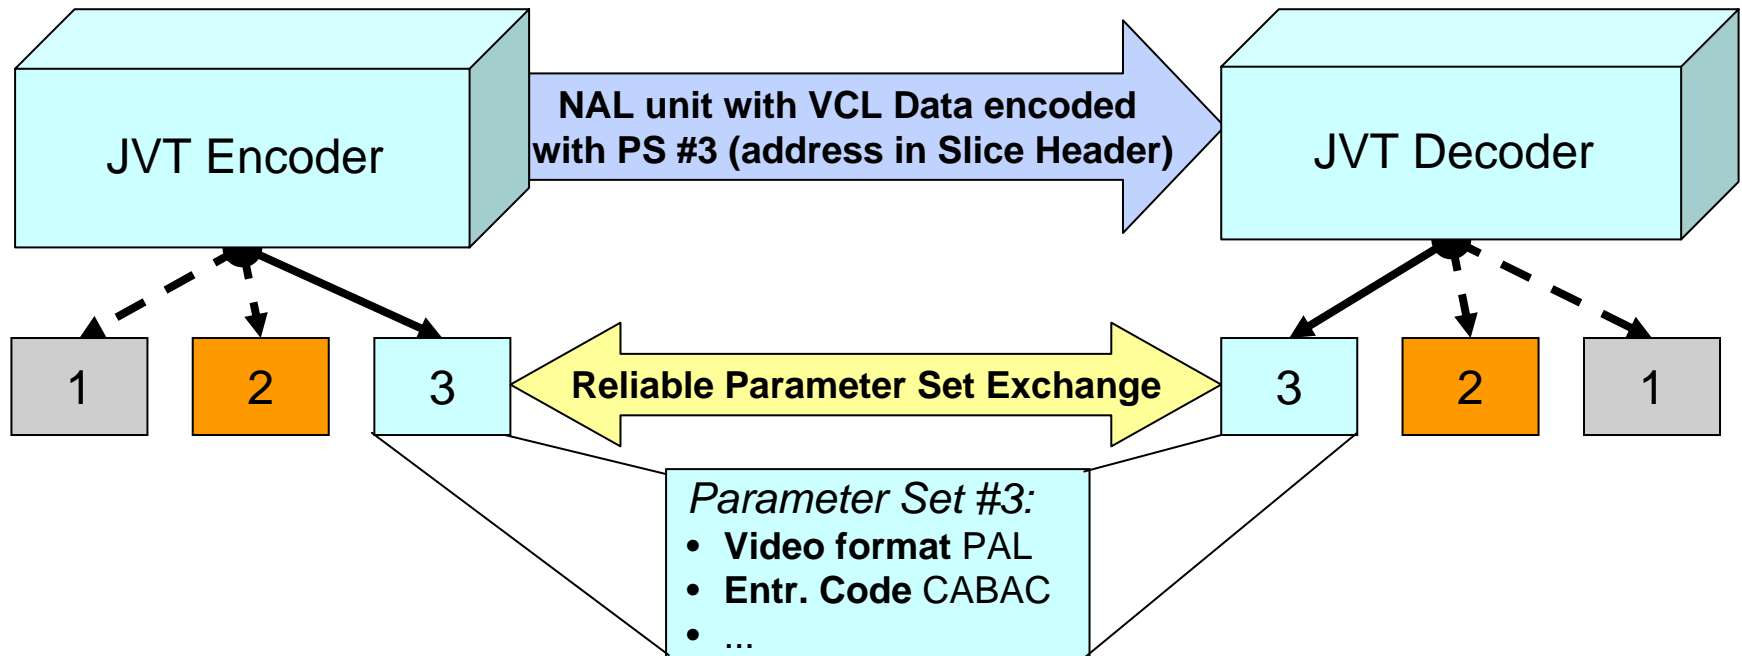 JVT Encoder
NAL unit with VCL Data encoded
with PS #3 (address in Slice Header)
JVT Decoder
1
2
3
Reliable Parameter Set Exchange
3
2
1
Parameter Set #3:
• Video format PAL
• Entr. Code CABAC
• ...